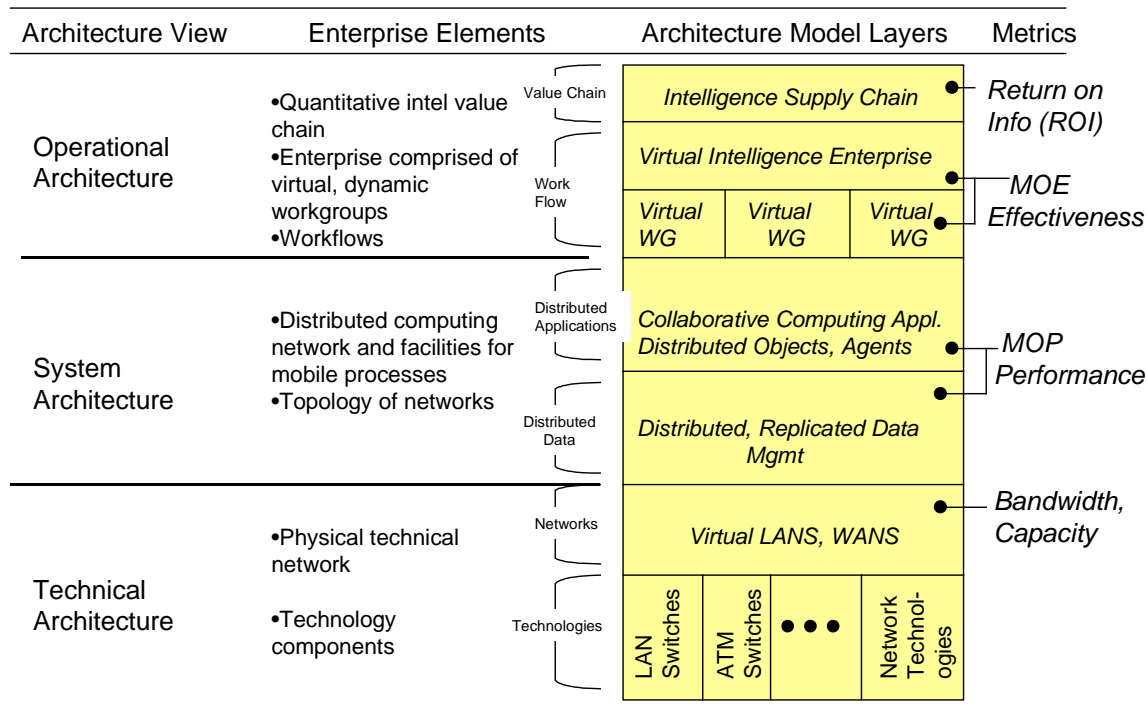 Architecture View
Enterprise Elements
Architecture Model Layers
Metrics
Operational
Architecture
•Quantitative intel value
chain
•Enterprise comprised of
virtual, dynamic
workgroups
•Workflows
Value Chain
Work
Flow
Intelligence Supply Chain
Virtual Intelligence Enterprise
Virtual
WG
Virtual
WG
Virtual
WG
Return on
Info (ROI)
MOE
Effectiveness
System
Architecture
•Distributed computing
network and facilities for
mobile processes
•Topology of networks
Distributed
Applications
Distributed
Data
Collaborative Computing Appl.
Distributed Objects, Agents
Distributed, Replicated Data
Mgmt
MOP
Performance
Technical
Architecture
•Physical technical
network
•Technology
components
Networks
Technologies
Virtual LANS, WANS
LAN
Switches
ATM
Switches
•••
Network
Technol-
ogies
Bandwidth,
Capacity